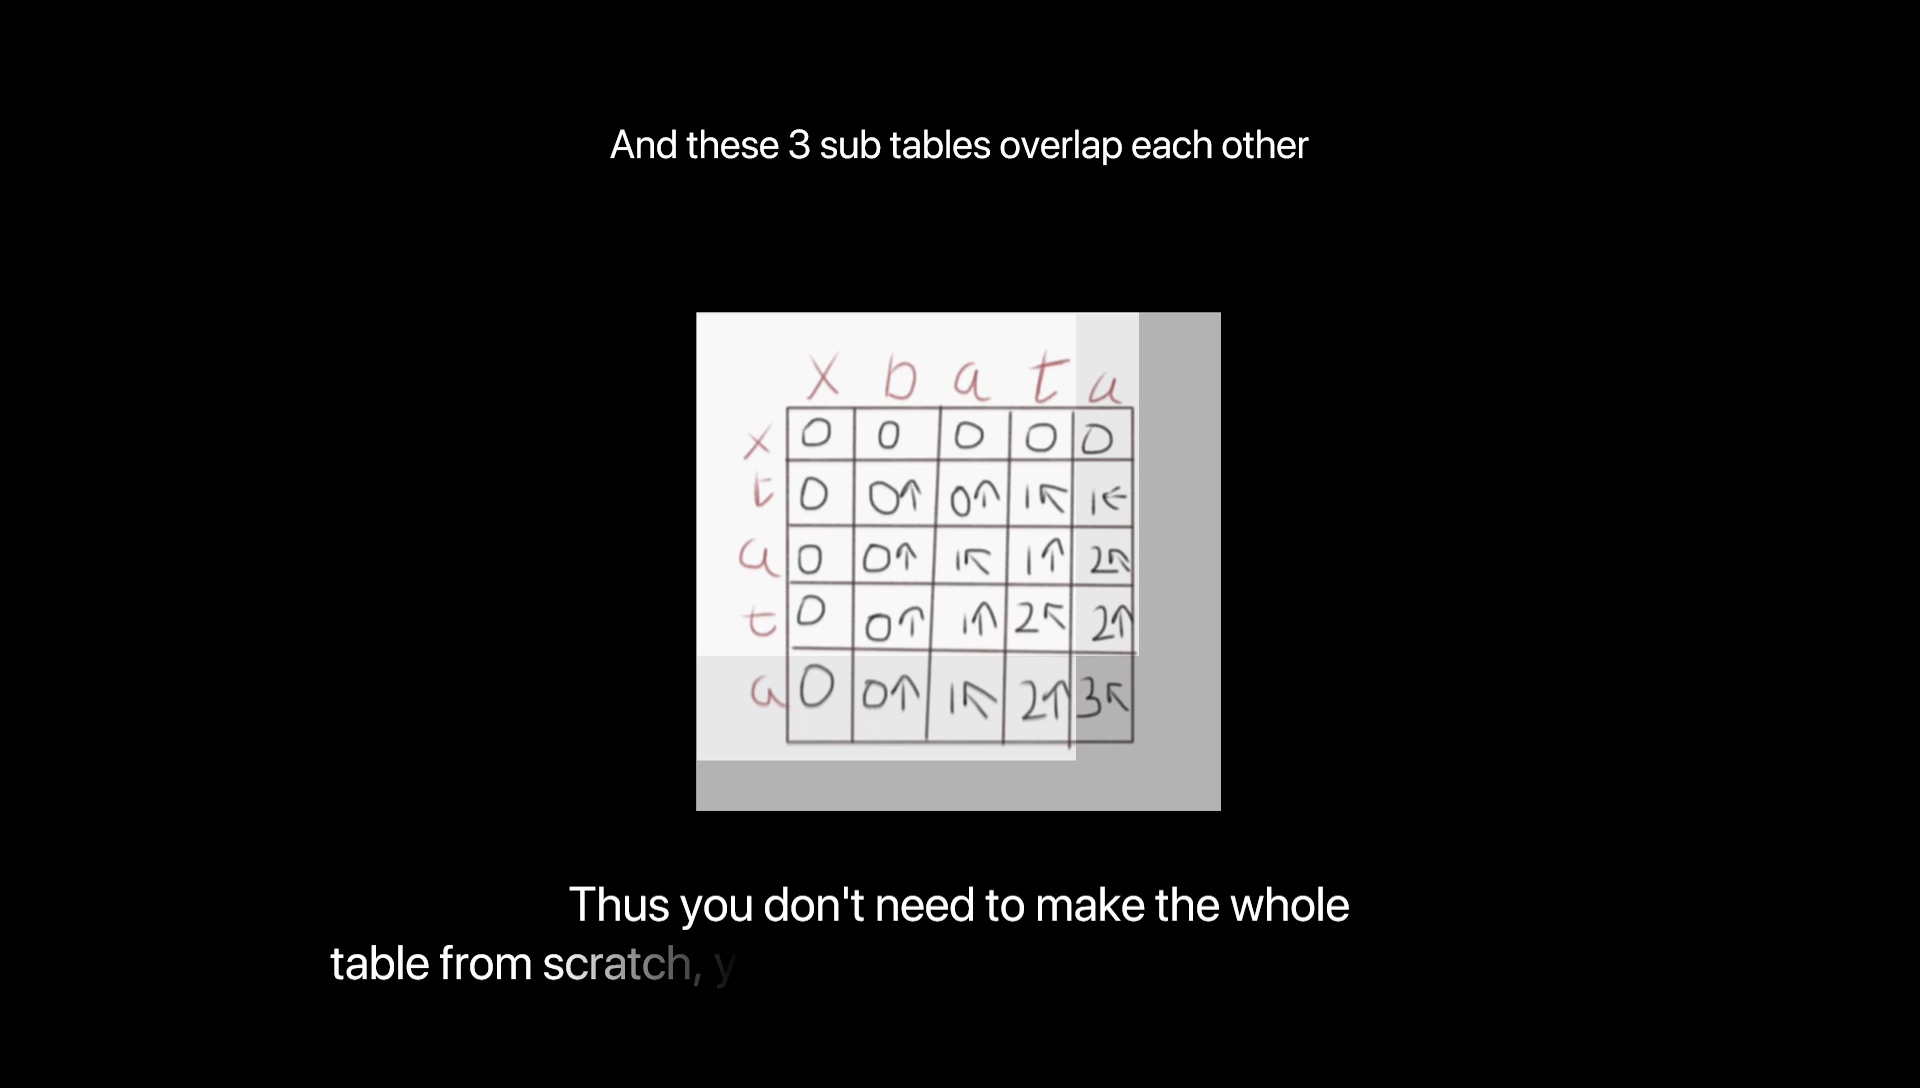 And these 3 sub tables overlap each other
x b a t a
x 0 0 0 0 0
t 0 0↑ 0↑ 1↖ 1←
a 0 0↑ 1↖ 1↑ 2↖
t 0 0↑ 1↑ 2↖ 2↑
a 0 0↑ 1↖ 2↑ 3↖
Thus you don't need to make the whole
table from scratch, y